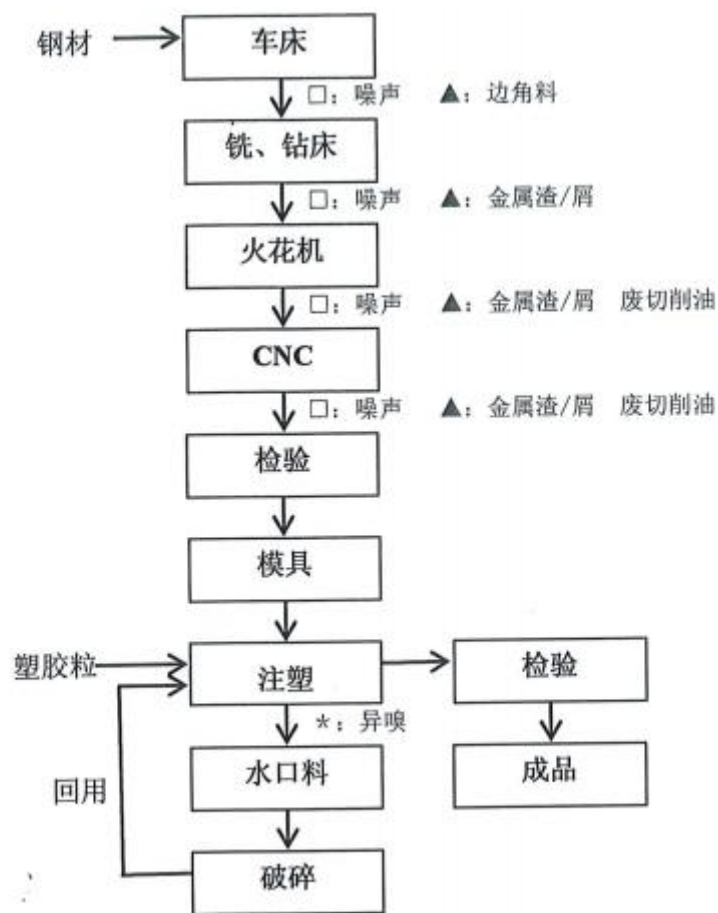 钢材
车床
□：噪声 ▲：边角料
铣、钻床
□：噪声 ▲：金属渣/屑
火花机
□：噪声 ▲：金属渣/屑 废切削油
CNC
□：噪声 ▲：金属渣/屑 废切削油
检验
模具
塑胶粒
注塑
检验
*：异嗅
水口料
成品
回用
破碎